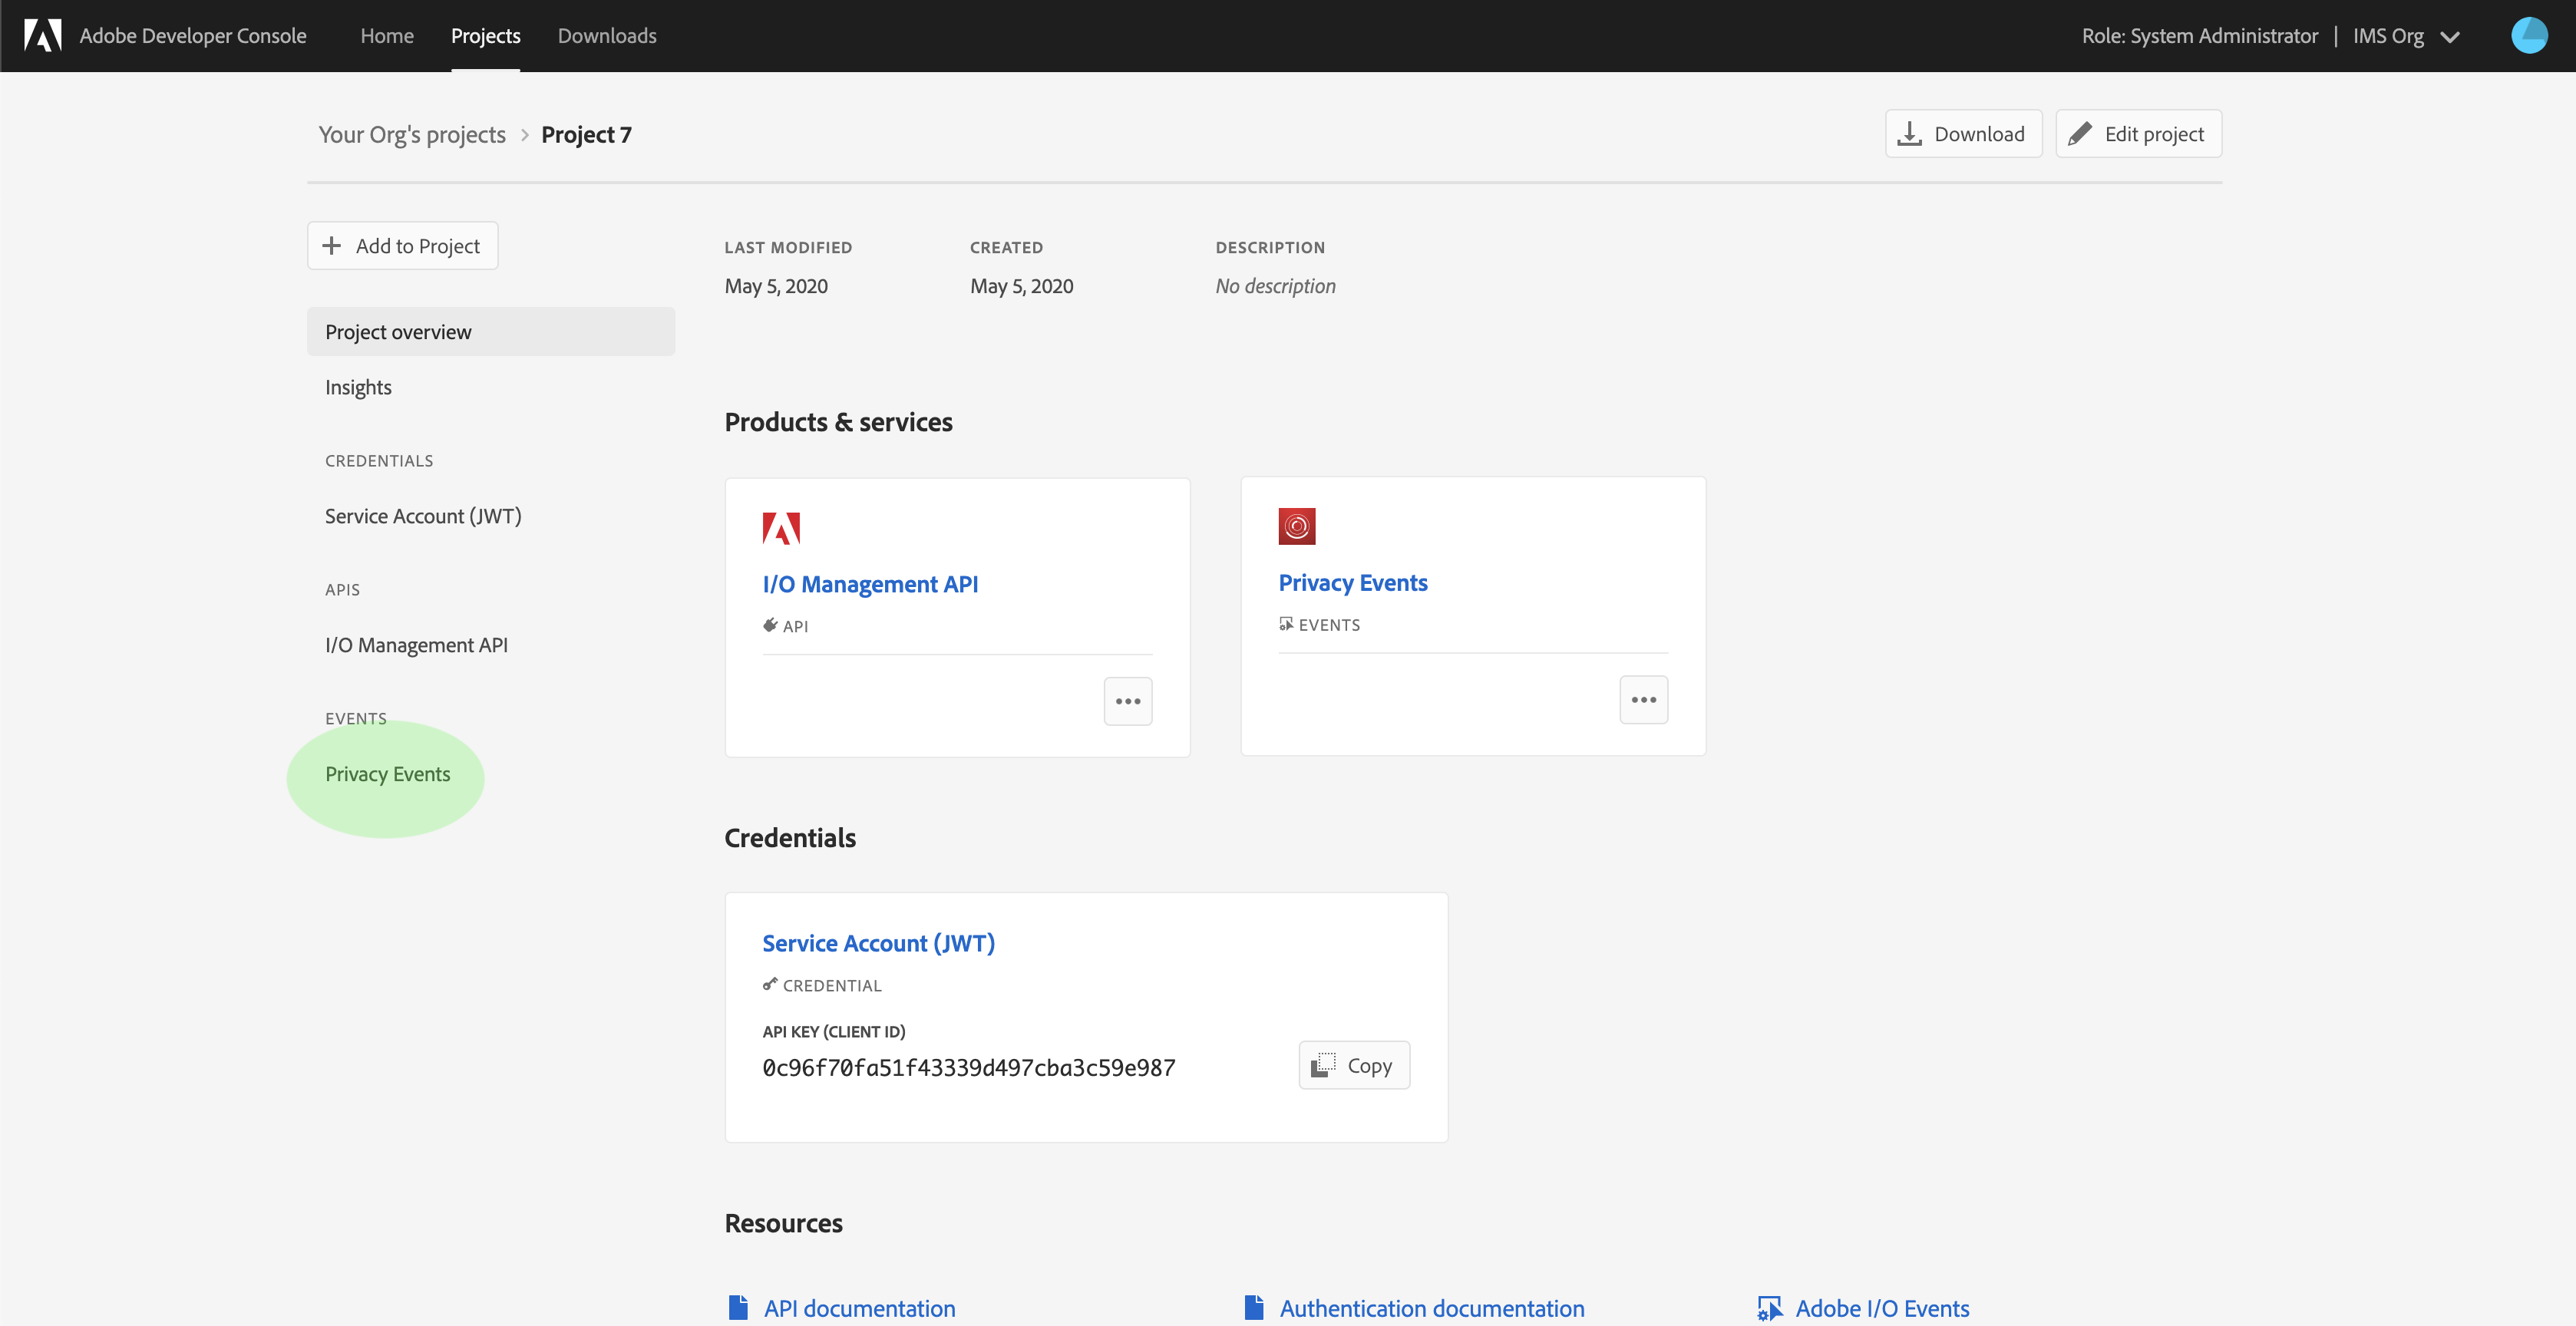 Adobe Developer Console Home Projects Downloads Role: System Administrator | IMS Org
Your Org's projects > Project 7
Download
Edit project
Add to Project
Project overview
Insights
CREDENTIALS
Service Account (JWT)
APIS
I/O Management API
EVENTS
Privacy Events
LAST MODIFIED CREATED DESCRIPTION
May 5, 2020 May 5, 2020 No description
Products & services
I/O Management API
API
Privacy Events
EVENTS
Credentials
Service Account (JWT)
CREDENTIAL
API KEY (CLIENT ID)
0c96f70fa51f43339d497cba3c59e987
Copy
Resources
API documentation Authentication documentation Adobe I/O Events